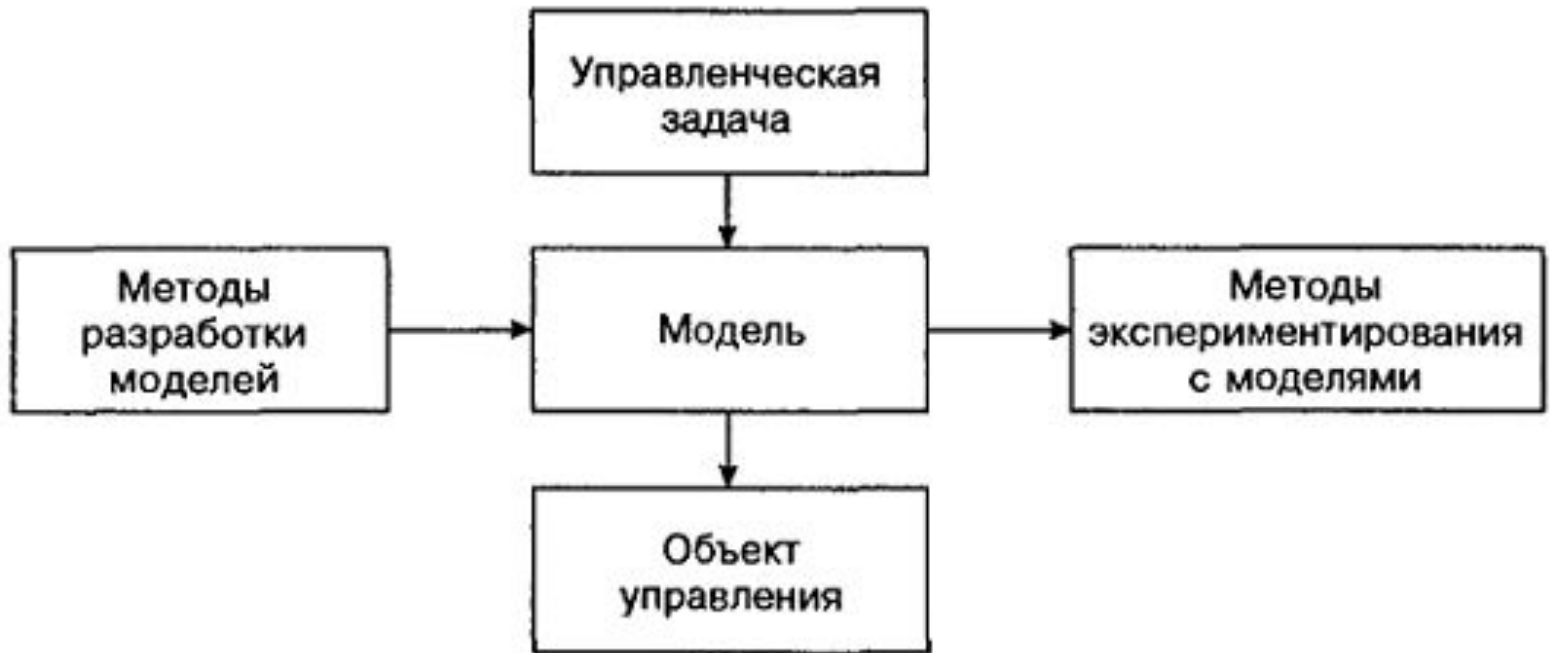 Управленческая
задача
Методы
разработки
моделей
Модель
Методы
экспериментирования
с моделями
Объект
управления